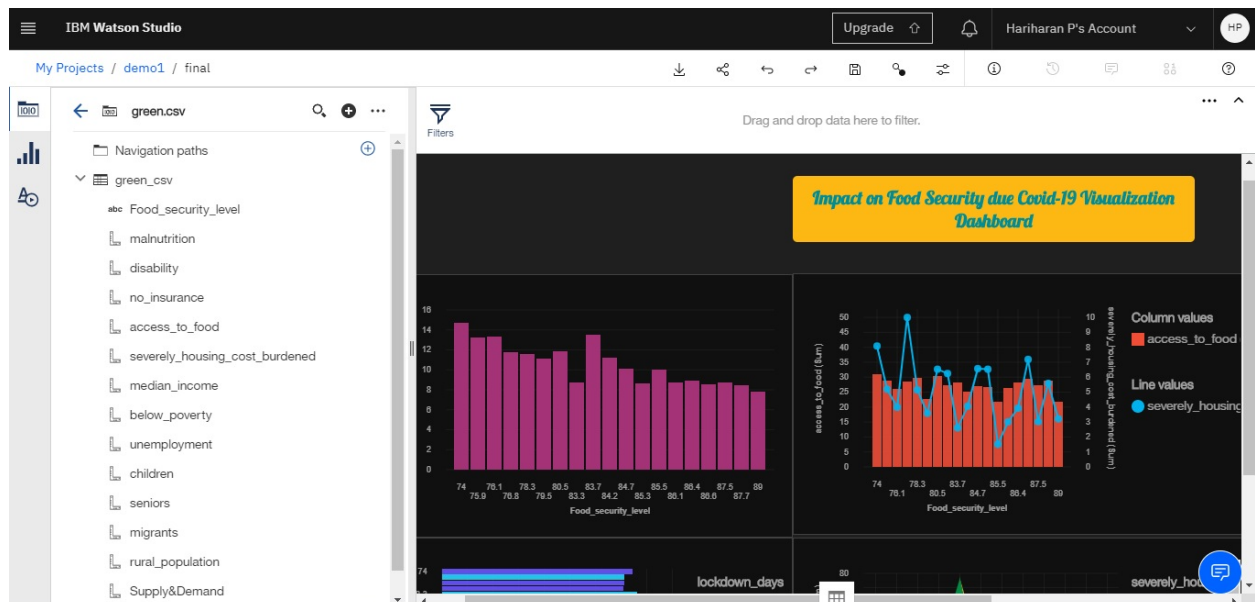 IBM Watson Studio
Upgrade
Hariharan P's Account
HP
My Projects / demo1 / final
green.csv
Navigation paths
green_csv
abc Food_security_level
malnutrition
disability
no_insurance
access_to_food
severely_housing_cost_burdened
median_income
below_poverty
unemployment
children
seniors
migrants
rural_population
Supply&Demand
Filters
Drag and drop data here to filter.
Impact on Food Security due Covid-19 Visualization
Dashboard
16
14
12
10
8
6
4
2
0
74 76.1 78.3 80.5 83.7 84.7 85.5 86.4 87.5 89
75.9 76.8 79.5 83.3 84.2 85.3 86.1 86.6 87.7
Food_security_level
access_to_food (Sum)
50
45
40
35
30
25
20
15
10
5
0
10
9
8
7
6
5
4
3
2
1
0
severely_housing_cost_burdened (Sum)
74 78.3 83.7 85.5 87.5
76.1 80.5 84.7 86.4 89
Food_security_level
Column values
access_to_food
Line values
severely_housing
74
lockdown_days
80
severely_hou